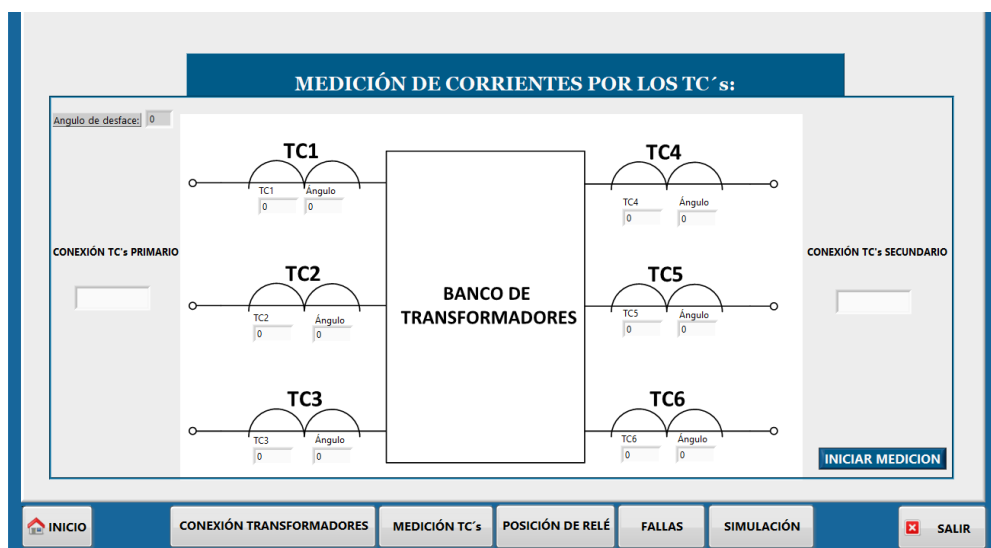 MEDICIÓN DE CORRIENTES POR LOS TC´s:
Angulo de desface: 0
TC1
TC1 Ángulo
0 0
TC4
TC4 Ángulo
0 0
CONEXIÓN TC's PRIMARIO
CONEXIÓN TC's SECUNDARIO
TC2
TC2 Ángulo
0 0
BANCO DE
TRANSFORMADORES
TC5
TC5 Ángulo
0 0
TC3
TC3 Ángulo
0 0
TC6
TC6 Ángulo
0 0
INICIAR MEDICION
INICIO
CONEXIÓN TRANSFORMADORES
MEDICIÓN TC´s
POSICIÓN DE RELÉ
FALLAS
SIMULACIÓN
SALIR